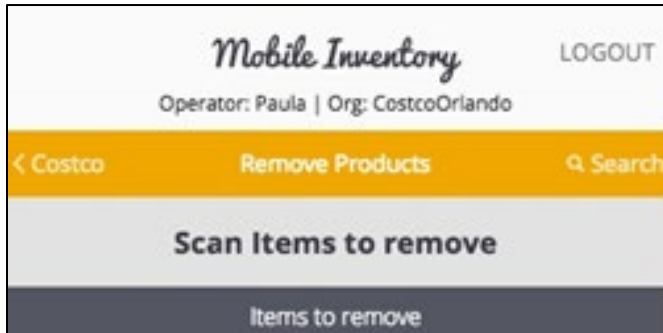 Mobile Inventory LOGOUT
Operator: Paula | Org: CostcoOrlando
< Costco Remove Products Search
Scan Items to remove
Items to remove